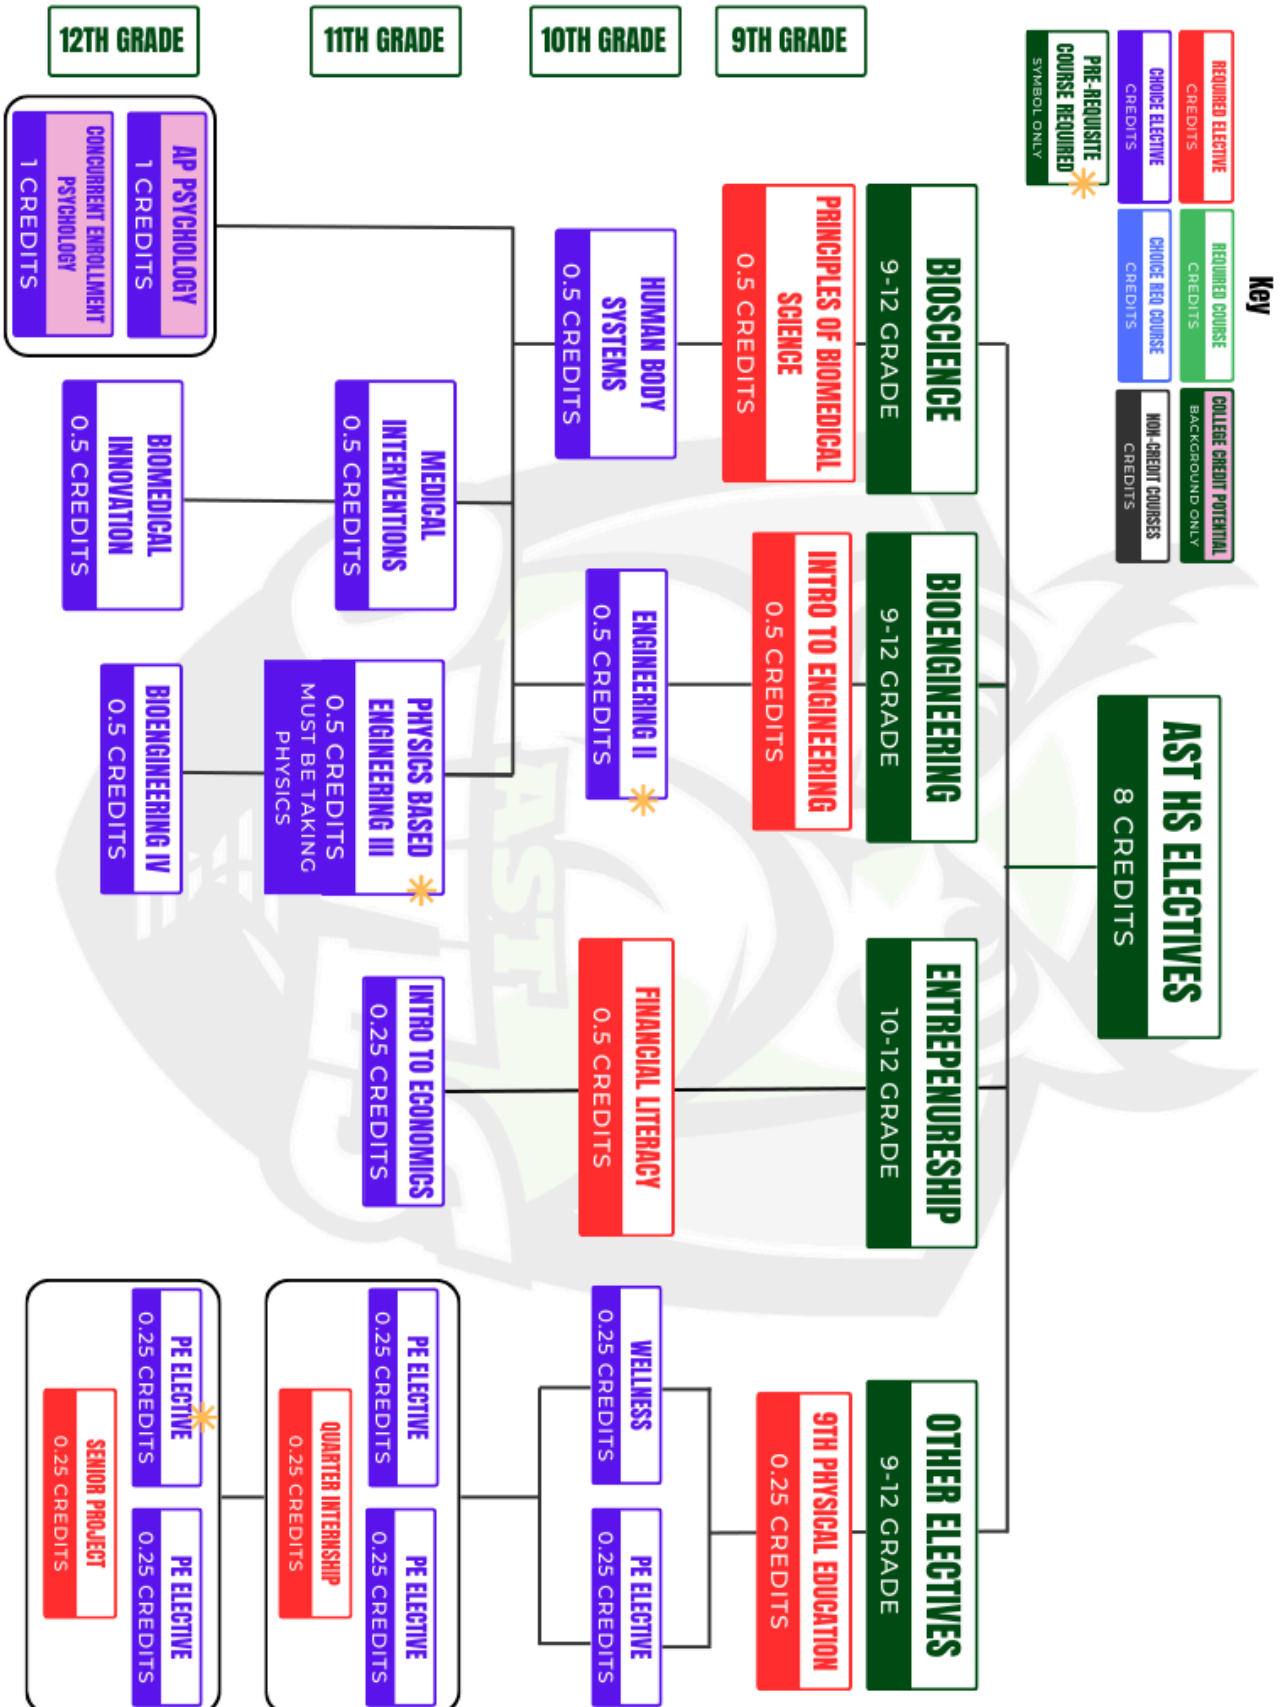 Key
REQUIRED ELECTIVE
CREDITS
REQUIRED COURSE
CREDITS
COLLEGE CREDIT POTENTIAL
BACKGROUND ONLY
CHOICE ELECTIVE
CREDITS
CHOICE REQ COURSE
CREDITS
NON-CREDIT COURSES
CREDITS
PRE-REQUISITE
COURSE REQUIRED
SYMBOL ONLY
AST HS ELECTIVES
8 CREDITS
BIOSCIENCE
9-12 GRADE
BIOENGINEERING
9-12 GRADE
ENTREPENURESHIP
10-12 GRADE
OTHER ELECTIVES
9-12 GRADE
9TH GRADE
PRINCIPLES OF BIOMEDICAL
SCIENCE
0.5 CREDITS
INTRO TO ENGINEERING
0.5 CREDITS
9TH PHYSICAL EDUCATION
0.25 CREDITS
10TH GRADE
HUMAN BODY
SYSTEMS
0.5 CREDITS
ENGINEERING II
0.5 CREDITS
FINANCIAL LITERACY
0.5 CREDITS
WELLNESS
0.25 CREDITS
PE ELECTIVE
0.25 CREDITS
11TH GRADE
MEDICAL
INTERVENTIONS
0.5 CREDITS
PHYSICS BASED
ENGINEERING III
0.5 CREDITS
MUST BE TAKING
PHYSICS
INTRO TO ECONOMICS
0.25 CREDITS
PE ELECTIVE
0.25 CREDITS
PE ELECTIVE
0.25 CREDITS
QUARTER INTERNSHIP
0.25 CREDITS
12TH GRADE
AP PSYCHOLOGY
1 CREDITS
CONCURRENT ENROLLMENT
PSYCHOLOGY
1 CREDITS
BIOMEDICAL
INNOVATION
0.5 CREDITS
BIOENGINEERING IV
0.5 CREDITS
PE ELECTIVE
0.25 CREDITS
PE ELECTIVE
0.25 CREDITS
SENIOR PROJECT
0.25 CREDITS
AST